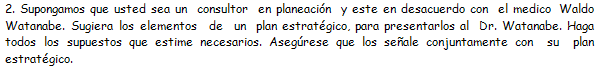 2. Supongamos que usted sea un consultor en planeación y este en desacuerdo con el medico Waldo
Watanabe. Sugiera los elementos de un plan estratégico, para presentarlos al Dr. Watanabe. Haga
todos los supuestos que estime necesarios. Asegúrese que los señale conjuntamente con su plan
estratégico.